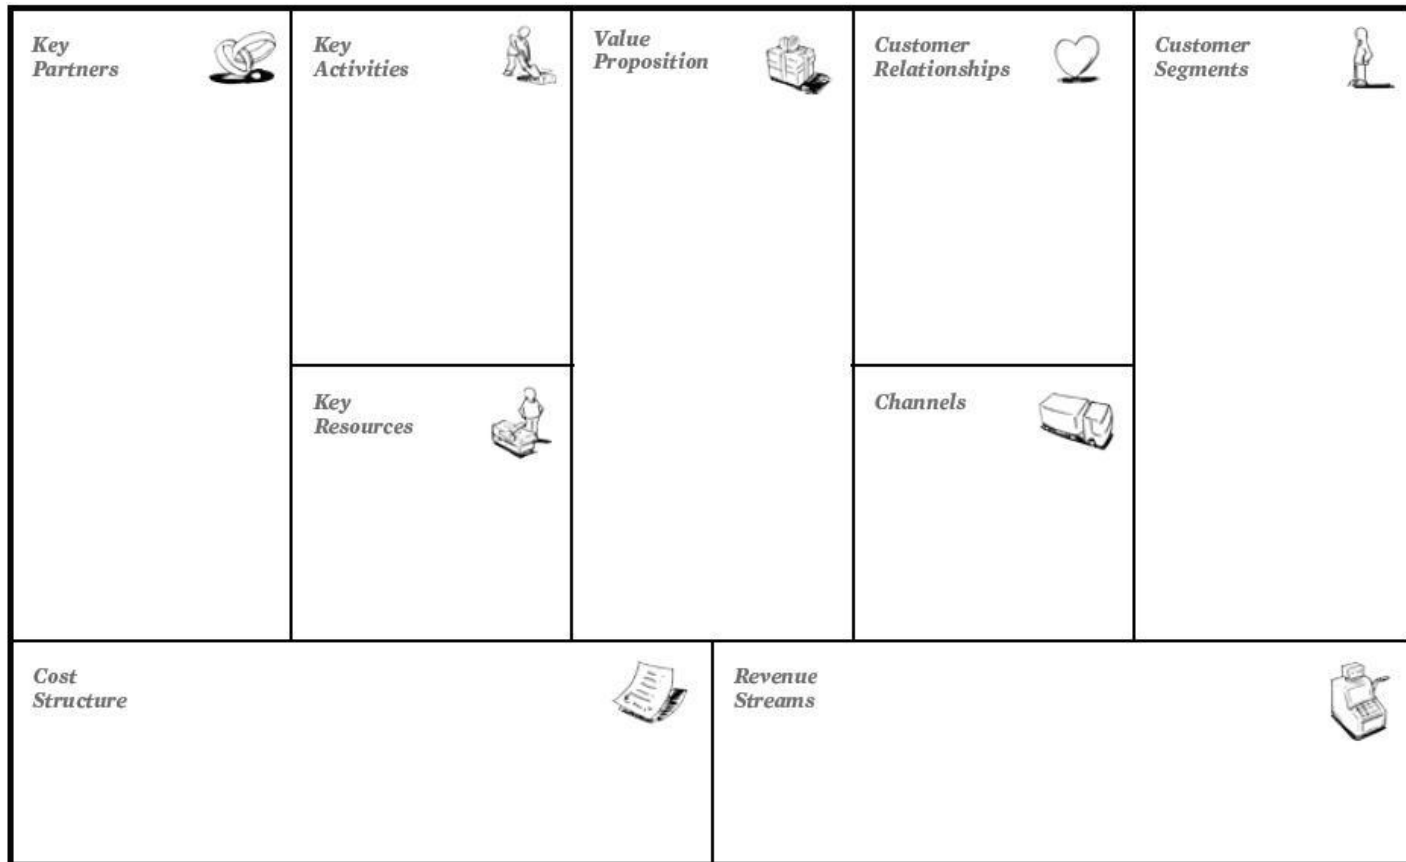 Key
Partners
Key
Activities
Value
Proposition
Customer
Relationships
Customer
Segments
Key
Resources
Channels
Cost
Structure
Revenue
Streams